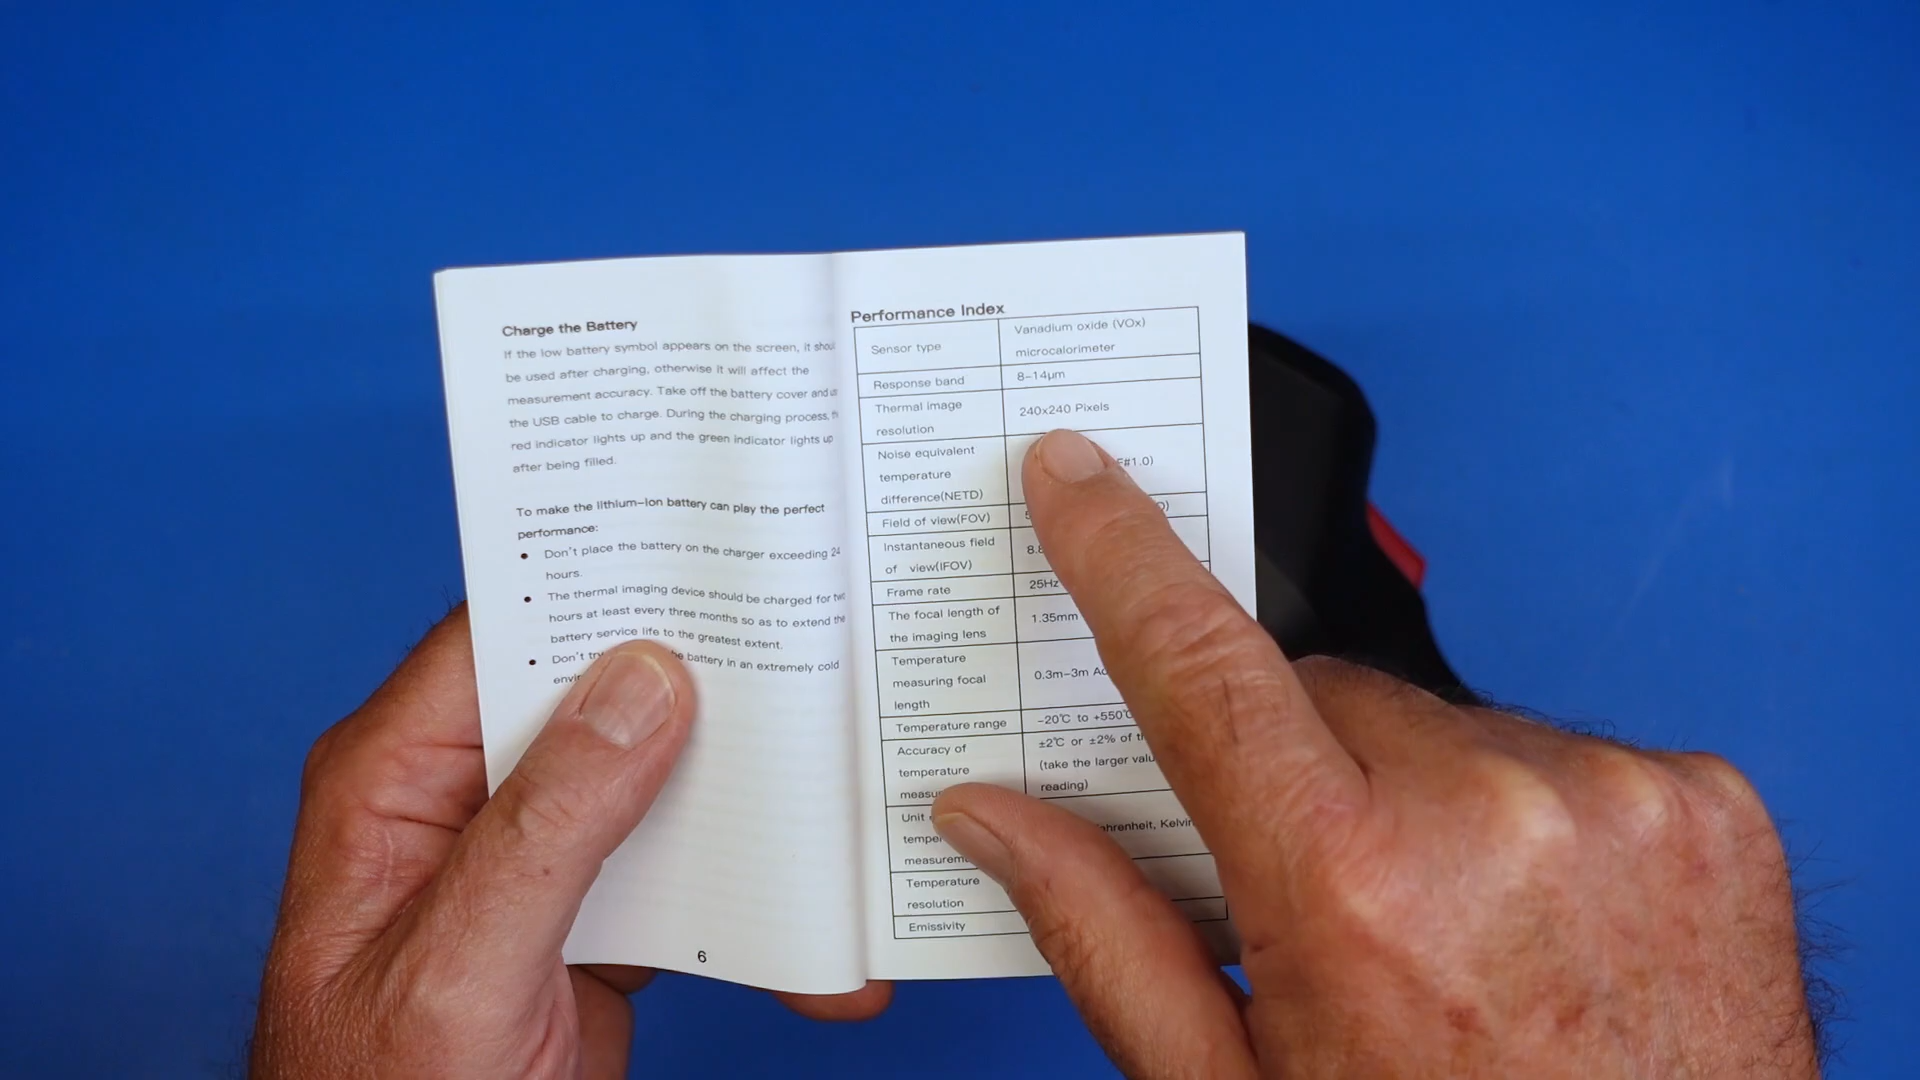 Charge the Battery
If the low battery symbol appears on the screen, it
be used after charging, otherwise it will affect the
measurement accuracy. Take off the battery cover and
the USB cable to charge. During the charging process,
red indicator lights up and the green indicator lights up
after being filled.
To make the lithium-ion battery can play the perfect
performance:
● Don't place the battery on the charger exceeding 24
hours.
● The thermal imaging device should be charged for two
hours at least every three months so as to extend the
battery service life to the greatest extent.
● Don't battery in an extremely cold
6
Performance Index
Sensor type
Vanadium oxide (VOx)
microcalorimeter
Response band
8-14μm
Thermal image
resolution
240x240 Pixels
Noise equivalent
temperature
difference(NETD)
F#1.0)
Field of view(FOV)
Instantaneous field
of view(IFOV)
Frame rate
25Hz
The focal length of
the imaging lens
1.35mm
Temperature
measuring focal
length
0.3m-3m
Temperature range
-20℃ to +550℃
Accuracy of
temperature
±2℃ or ±2% of
(take the larger
reading)
Unit
Kelvin
Temperature
resolution
Emissivity